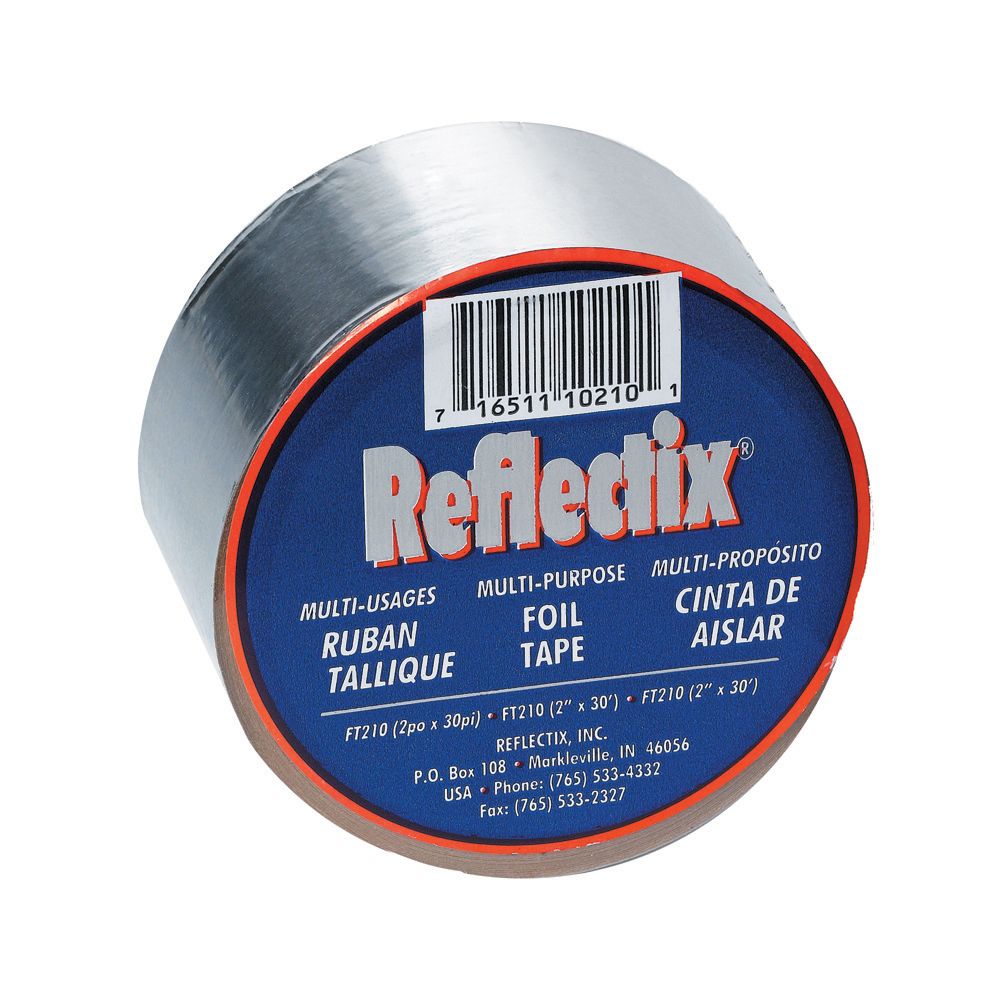 7 16511 10210 1
Reflectix®
MULTI-USAGES
RUBAN
TALLIQUE
MULTI-PURPOSE
FOIL
TAPE
MULTI-PROPÓSITO
CINTA DE
AISLAR
FT210 (2po x 30pi) • FT210 (2" x 30') • FT210 (2" x 30')
REFLECTIX, INC.
P.O. Box 108 • Markleville, IN 46056
USA • Phone: (765) 533-4332
Fax: (765) 533-2327